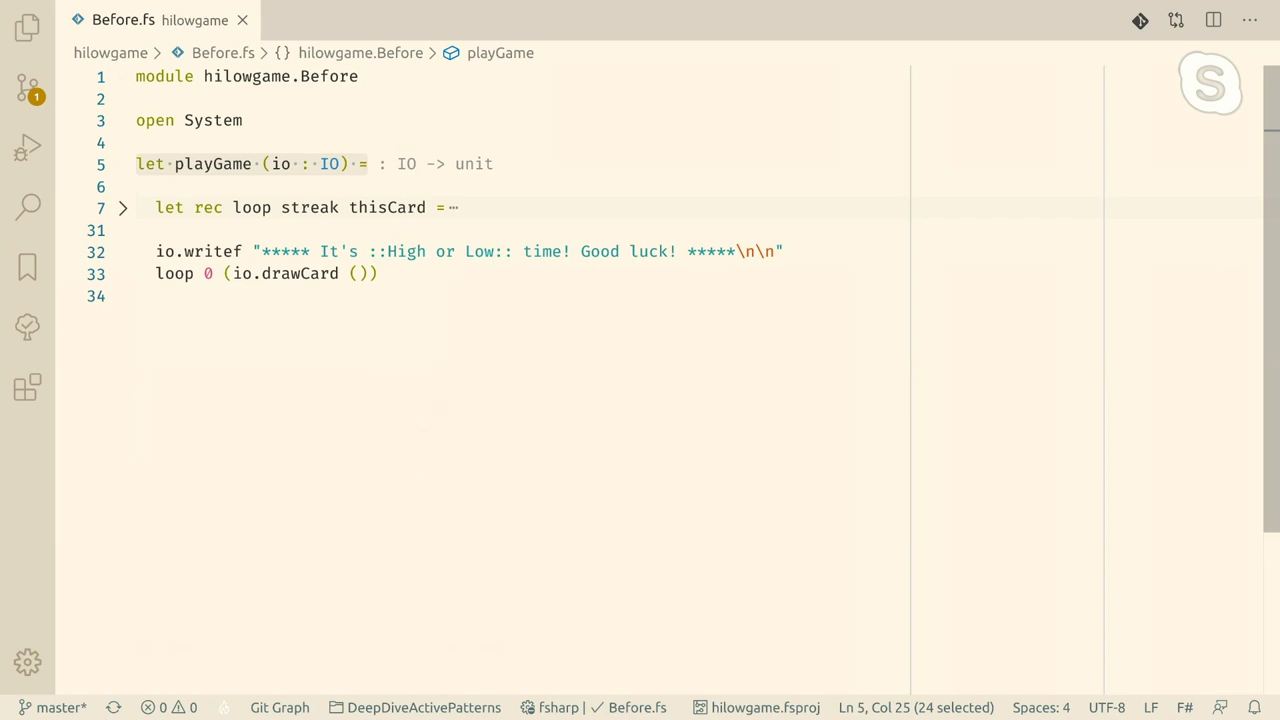 Before.fs hilowgame
hilowgame > Before.fs > {} hilowgame.Before > playGame
1 module hilowgame.Before
2
3 open System
4
5 let·playGame·(io·:·IO)·= : IO -> unit
6
7 let rec loop streak thisCard =⋯
31
32 io.writef "***** It's ::High or Low:: time! Good luck! *****\n\n"
33 loop 0 (io.drawCard ())
34
1
S
master* 0 0 Git Graph DeepDiveActivePatterns fsharp | ✓ Before.fs hilowgame.fsproj Ln 5, Col 25 (24 selected) Spaces: 4 UTF-8 LF F#